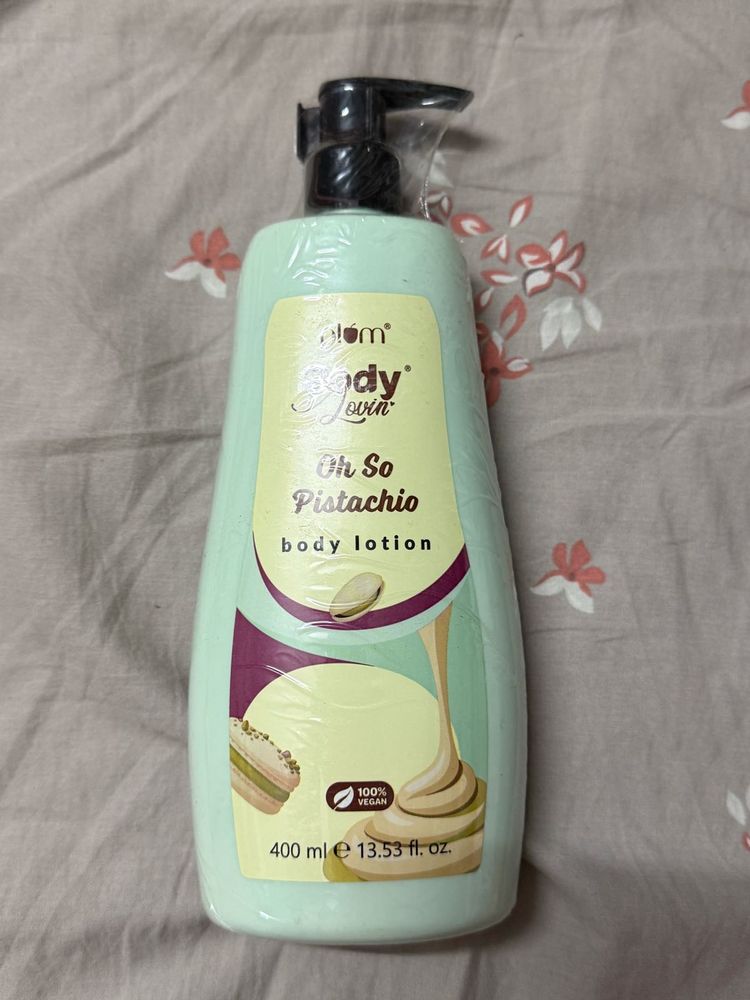 plum®
Body®
Lovin'
Oh So
Pistachio
body lotion
100%
VEGAN
400 ml ℮ 13.53 fl. oz.